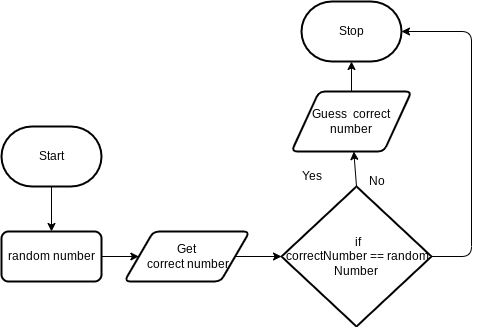 Stop
Guess  correct
number
Start
Yes
No
random number
Get
correct number
if
correctNumber == random
Number